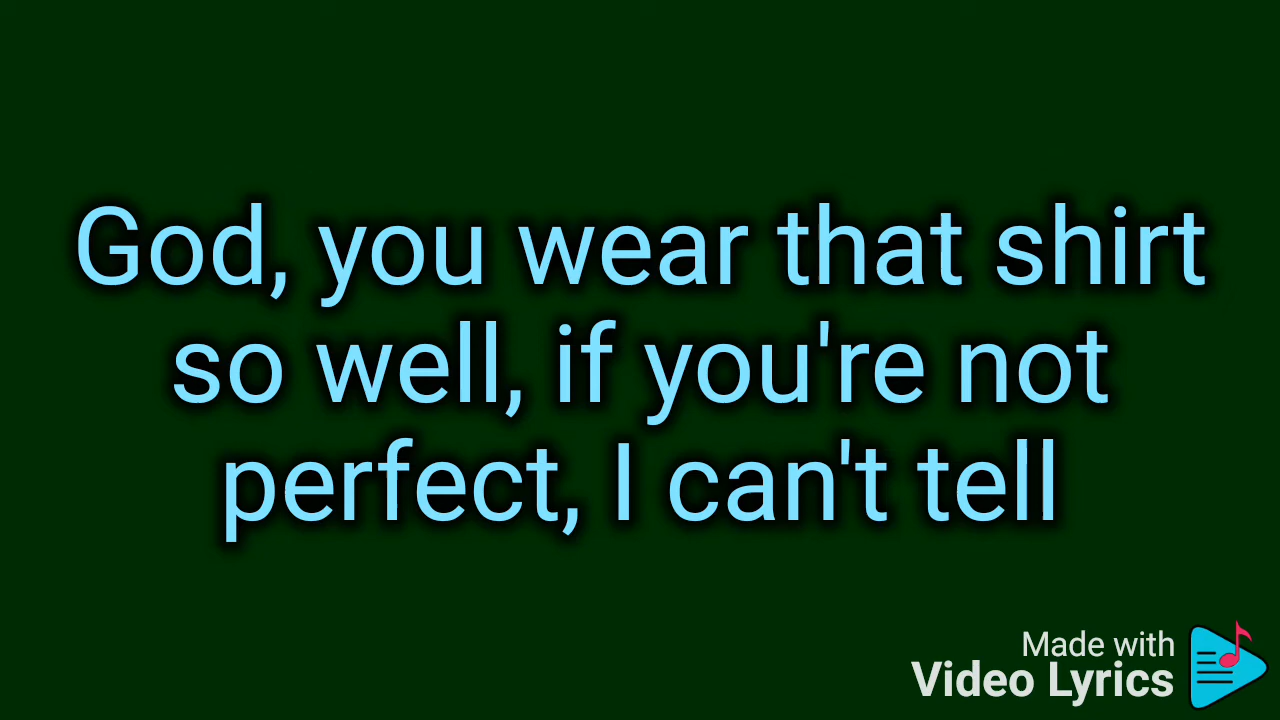 God, you wear that shirt
so well, if you're not
perfect, I can't tell
Made with
Video Lyrics